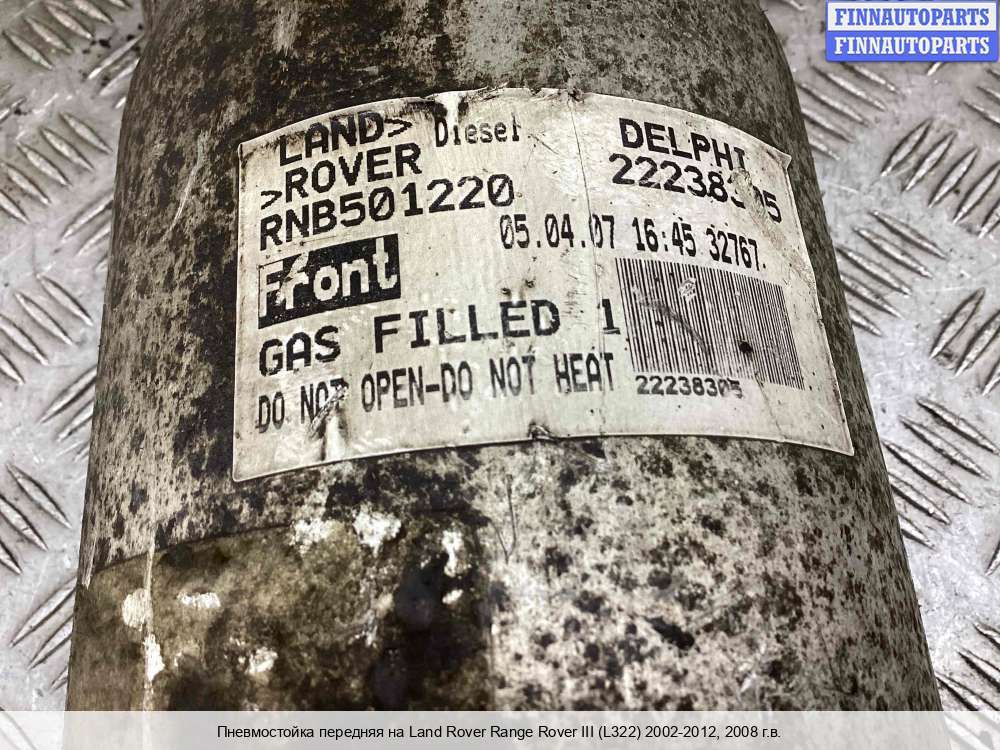 FINNAUTOPARTS
FINNAUTOPARTS
LAND> Diesel DELPHI
>ROVER 22238305
RNB501220
05.04.07 16:45 32767
Front
GAS FILLED 1
DO NOT OPEN-DO NOT HEAT
22238305
Пневмостойка передняя на Land Rover Range Rover III (L322) 2002-2012, 2008 г.в.